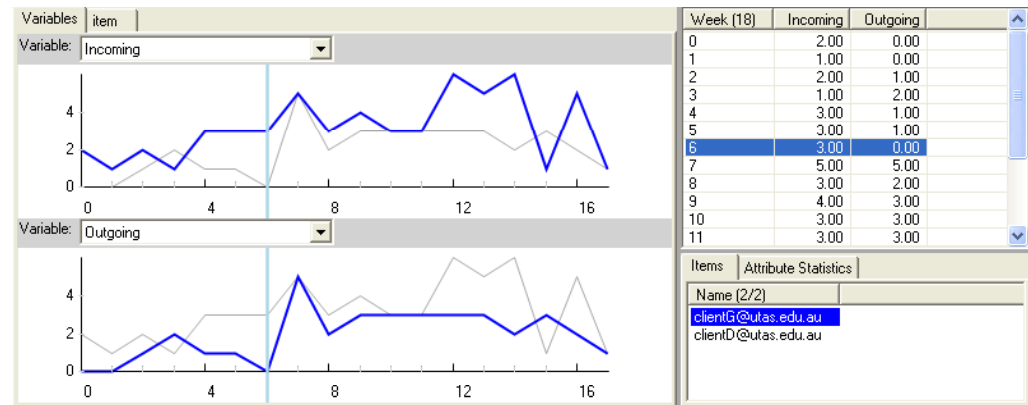 Variables item
Variable: Incoming
4
2
0
0 4 8 12 16
Variable: Outgoing
4
2
0
0 4 8 12 16
Week (18) Incoming Outgoing
0 2.00 0.00
1 1.00 0.00
2 2.00 1.00
3 1.00 2.00
4 3.00 1.00
5 3.00 1.00
6 3.00 0.00
7 5.00 5.00
8 3.00 2.00
9 4.00 3.00
10 3.00 3.00
11 3.00 3.00
Items Attribute Statistics
Name (2/2)
clientG@utas.edu.au
clientD@utas.edu.au